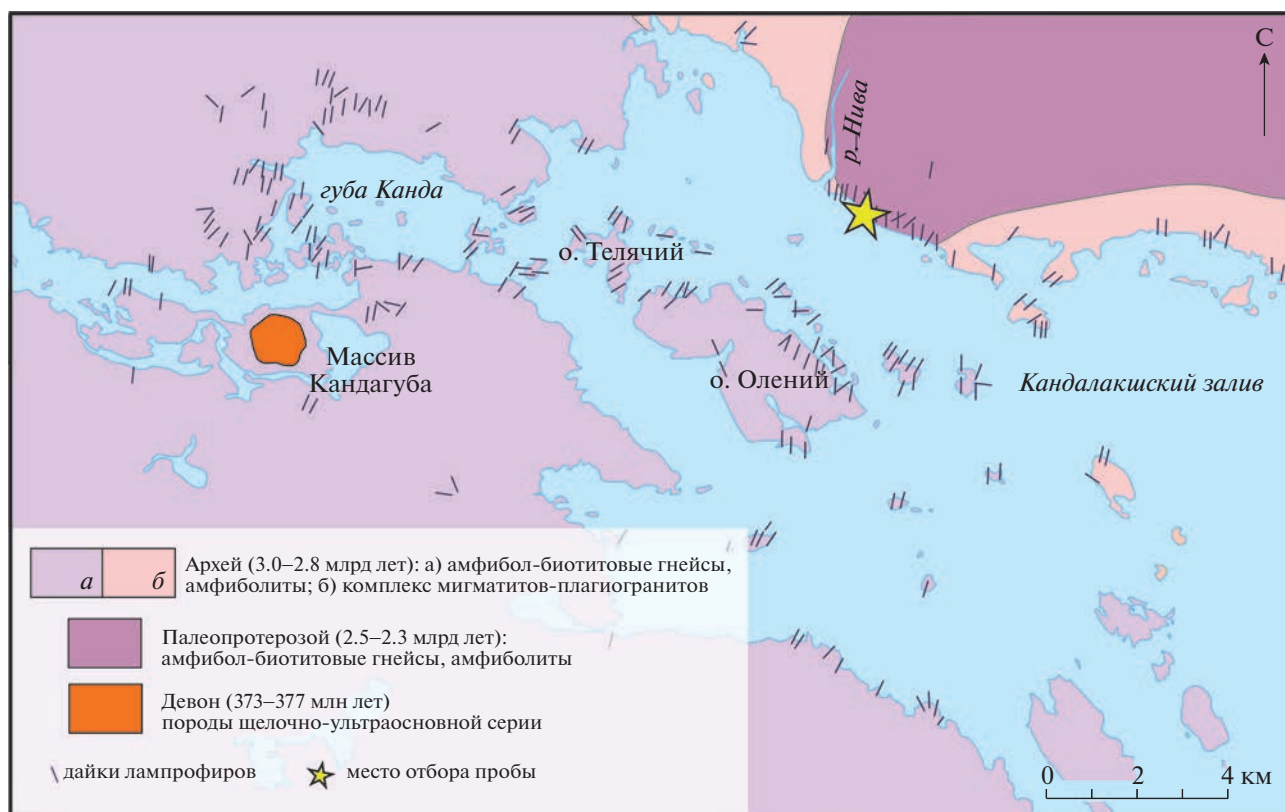 С
р. Нива
губа Канда
о. Телячий
Массив
Кандагуба
о. Олений
Кандалакшский залив
а
б
Архей (3.0–2.8 млрд лет): а) амфибол-биотитовые гнейсы,
амфиболиты; б) комплекс мигматитов-плагиогранитов
Палеопротерозой (2.5–2.3 млрд лет):
амфибол-биотитовые гнейсы, амфиболиты
Девон (373–377 млн лет)
породы щелочно-ультраосновной серии
дайки лампрофиров
место отбора пробы
0 2 4 км